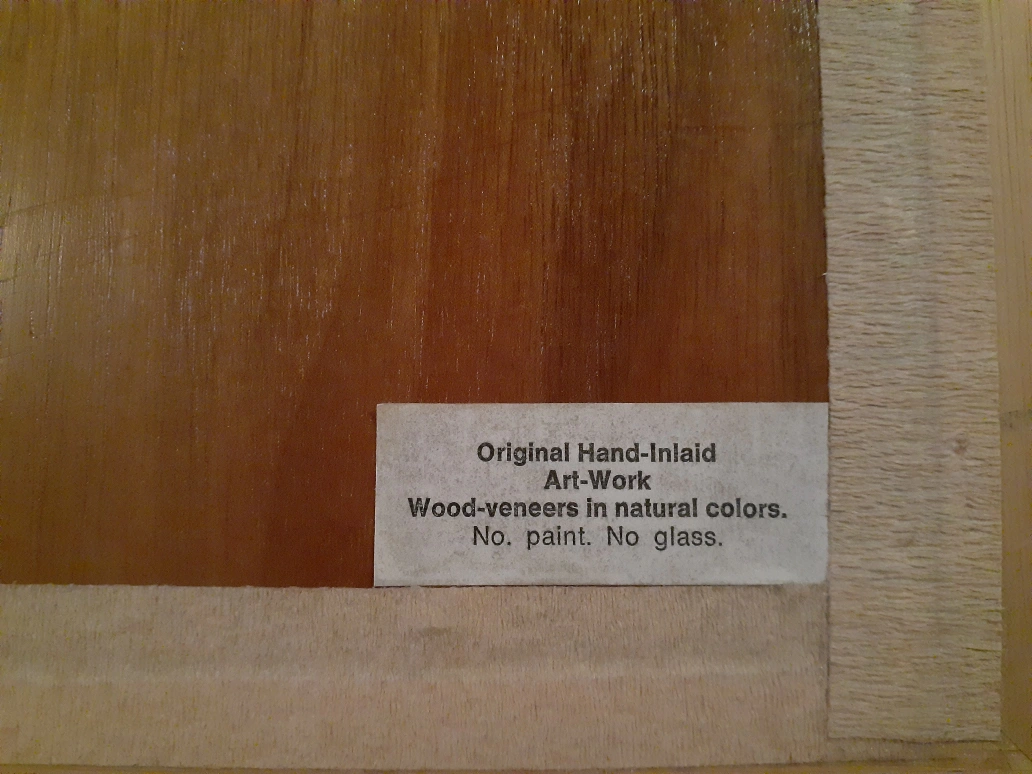 Original Hand-Inlaid
Art-Work
Wood-veneers in natural colors.
No. paint. No glass.